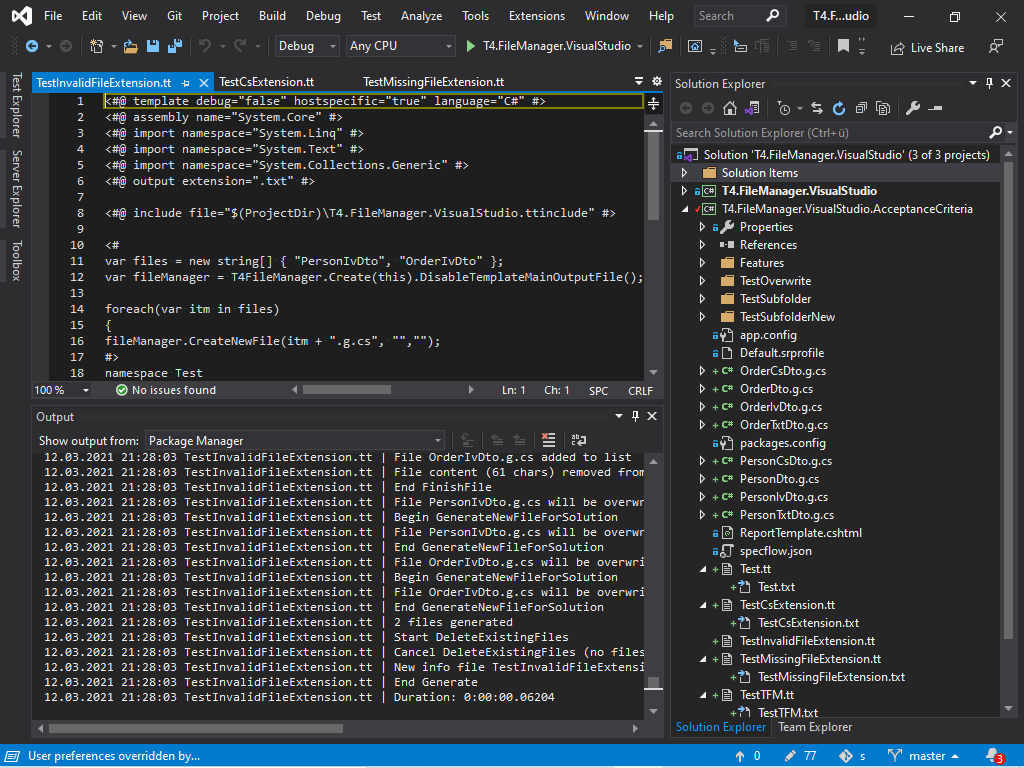 File Edit View Git Project Build Debug Test Analyze Tools Extensions Window Help Search T4.F...udio
Debug Any CPU T4.FileManager.VisualStudio Live Share
Test Explorer
Server Explorer
Toolbox
TestInvalidFileExtension.tt TestCsExtension.tt TestMissingFileExtension.tt
1 <#@ template debug="false" hostspecific="true" language="C#" #>
2 <#@ assembly name="System.Core" #>
3 <#@ import namespace="System.Linq" #>
4 <#@ import namespace="System.Text" #>
5 <#@ import namespace="System.Collections.Generic" #>
6 <#@ output extension=".txt" #>
7
8 <#@ include file="$(ProjectDir)\T4.FileManager.VisualStudio.ttinclude" #>
9
10 <#
11 var files = new string[] { "PersonIvDto", "OrderIvDto" };
12 var fileManager = T4FileManager.Create(this).DisableTemplateMainOutputFile();
13
14 foreach(var itm in files)
15 {
16 fileManager.CreateNewFile(itm + ".g.cs", "","");
17 #>
18 namespace Test
100 % No issues found Ln: 1 Ch: 1 SPC CRLF
Output
Show output from: Package Manager
12.03.2021 21:28:03 TestInvalidFileExtension.tt | File OrderIvDto.g.cs added to list
12.03.2021 21:28:03 TestInvalidFileExtension.tt | File content (61 chars) removed from
12.03.2021 21:28:03 TestInvalidFileExtension.tt | End FinishFile
12.03.2021 21:28:03 TestInvalidFileExtension.tt | File PersonIvDto.g.cs will be overwr
12.03.2021 21:28:03 TestInvalidFileExtension.tt | Begin GenerateNewFileForSolution
12.03.2021 21:28:03 TestInvalidFileExtension.tt | File PersonIvDto.g.cs will be overwr
12.03.2021 21:28:03 TestInvalidFileExtension.tt | End GenerateNewFileForSolution
12.03.2021 21:28:03 TestInvalidFileExtension.tt | File OrderIvDto.g.cs will be overwri
12.03.2021 21:28:03 TestInvalidFileExtension.tt | Begin GenerateNewFileForSolution
12.03.2021 21:28:03 TestInvalidFileExtension.tt | File OrderIvDto.g.cs will be overwri
12.03.2021 21:28:03 TestInvalidFileExtension.tt | End GenerateNewFileForSolution
12.03.2021 21:28:03 TestInvalidFileExtension.tt | 2 files generated
12.03.2021 21:28:03 TestInvalidFileExtension.tt | Start DeleteExistingFiles
12.03.2021 21:28:03 TestInvalidFileExtension.tt | Cancel DeleteExistingFiles (no files
12.03.2021 21:28:03 TestInvalidFileExtension.tt | New info file TestInvalidFileExtensi
12.03.2021 21:28:03 TestInvalidFileExtension.tt | End Generate
12.03.2021 21:28:03 TestInvalidFileExtension.tt | Duration: 0:00:00.06204
Solution Explorer
Search Solution Explorer (Ctrl+ü)
Solution 'T4.FileManager.VisualStudio' (3 of 3 projects)
Solution Items
C# T4.FileManager.VisualStudio
C# T4.FileManager.VisualStudio.AcceptanceCriteria
Properties
References
Features
TestOverwrite
TestSubfolder
TestSubfolderNew
app.config
Default.srprofile
+ C# OrderCsDto.g.cs
+ C# OrderDto.g.cs
+ C# OrderIvDto.g.cs
+ C# OrderTxtDto.g.cs
packages.config
+ C# PersonCsDto.g.cs
+ C# PersonDto.g.cs
+ C# PersonIvDto.g.cs
+ C# PersonTxtDto.g.cs
ReportTemplate.cshtml
specflow.json
+ Test.tt
+ Test.txt
+ TestCsExtension.tt
+ TestCsExtension.txt
+ TestInvalidFileExtension.tt
+ TestMissingFileExtension.tt
+ TestMissingFileExtension.txt
+ TestTFM.tt
+ TestTFM.txt
Solution Explorer Team Explorer
User preferences overridden by... 0 77 s master 3